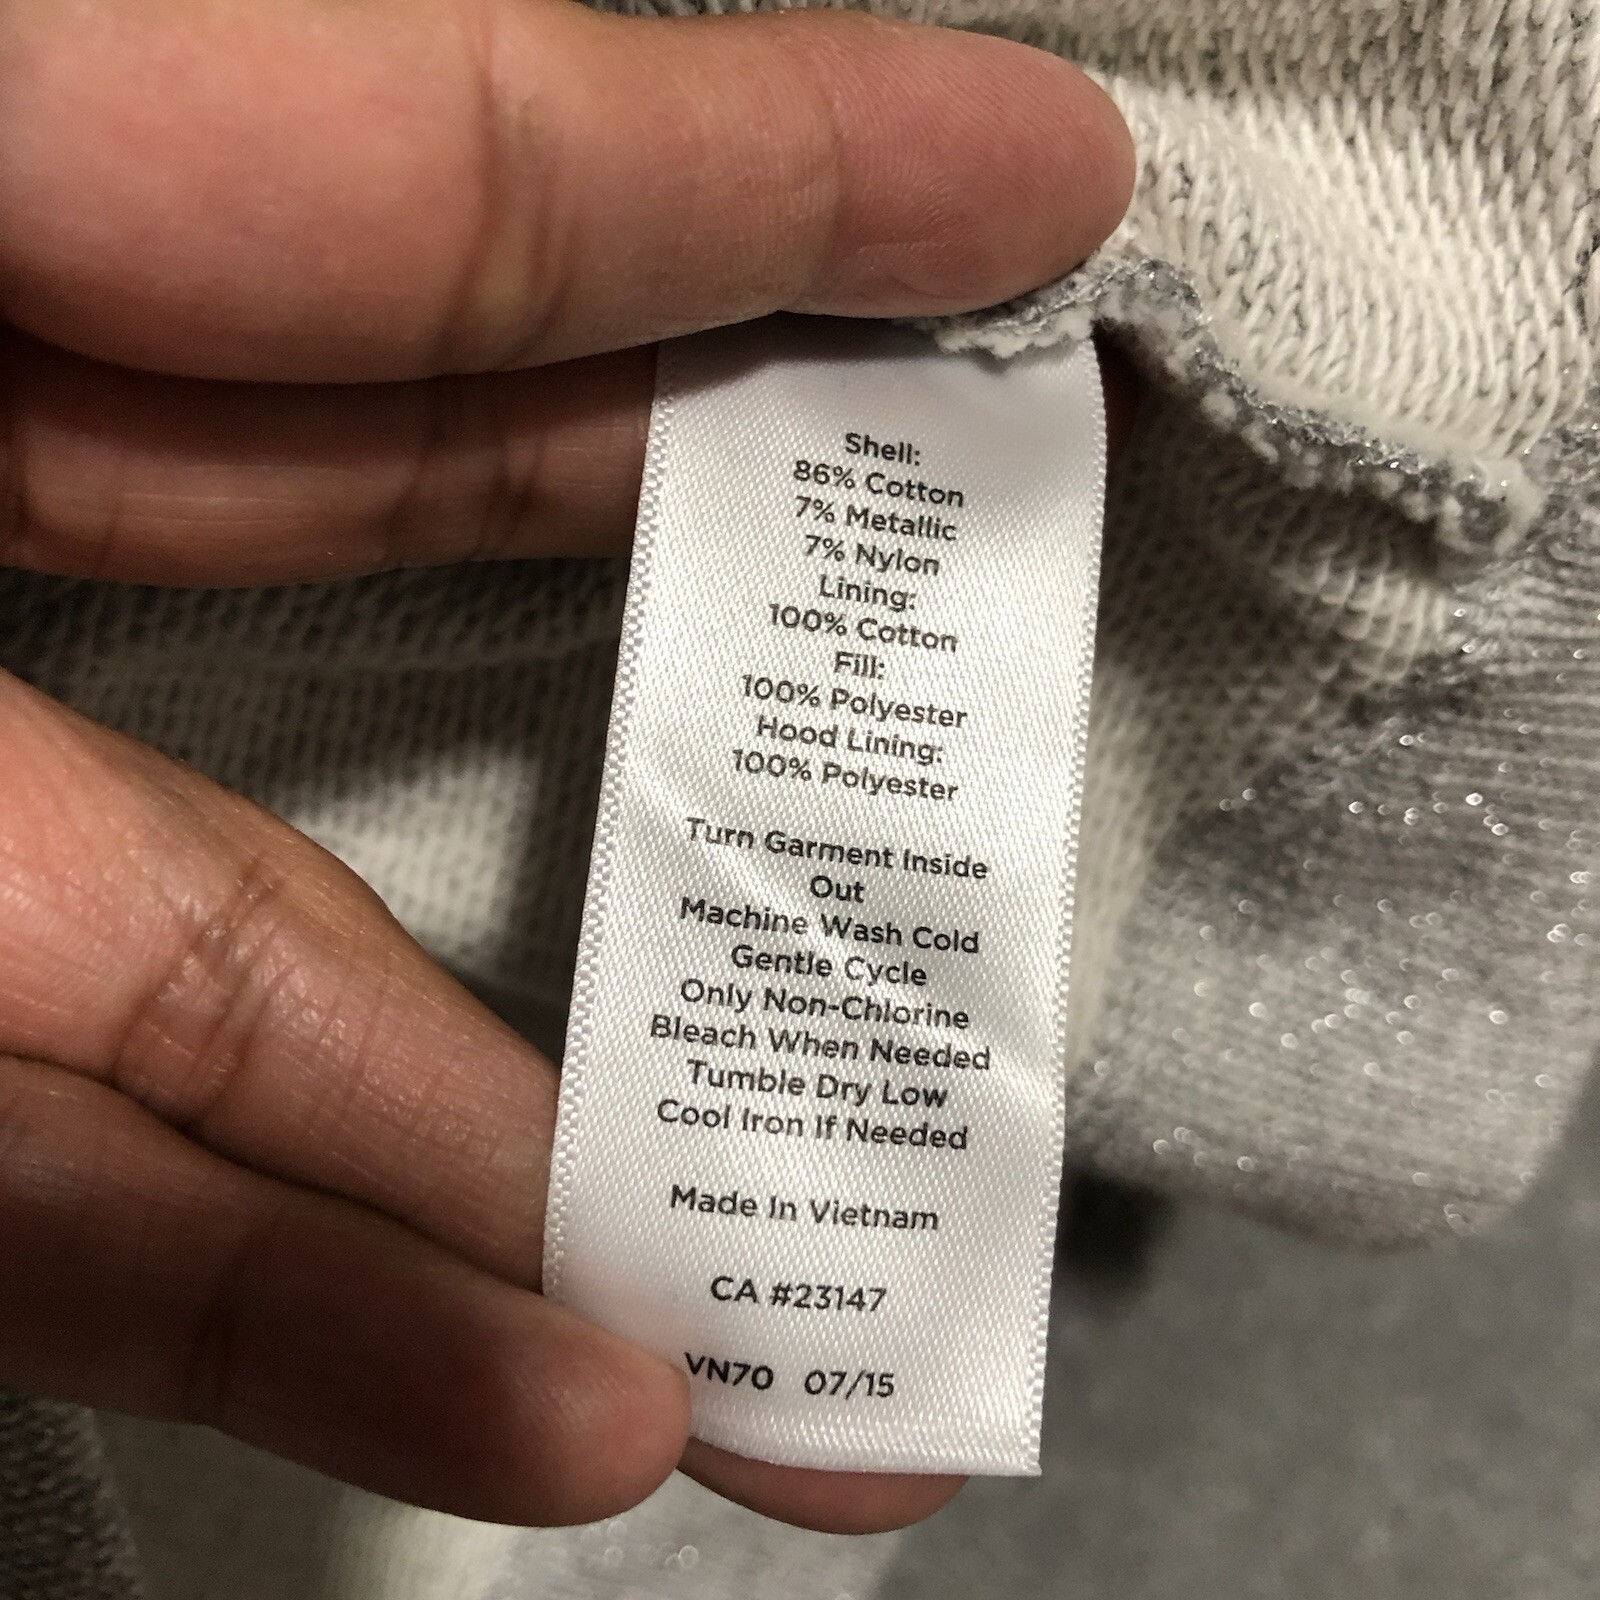 Shell:
86% Cotton
7% Metallic
7% Nylon
Lining:
100% Cotton
Fill:
100% Polyester
Hood Lining:
100% Polyester
Turn Garment Inside
Out
Machine Wash Cold
Gentle Cycle
Only Non-Chlorine
Bleach When Needed
Tumble Dry Low
Cool Iron If Needed
Made In Vietnam
CA #23147
VN70 07/15